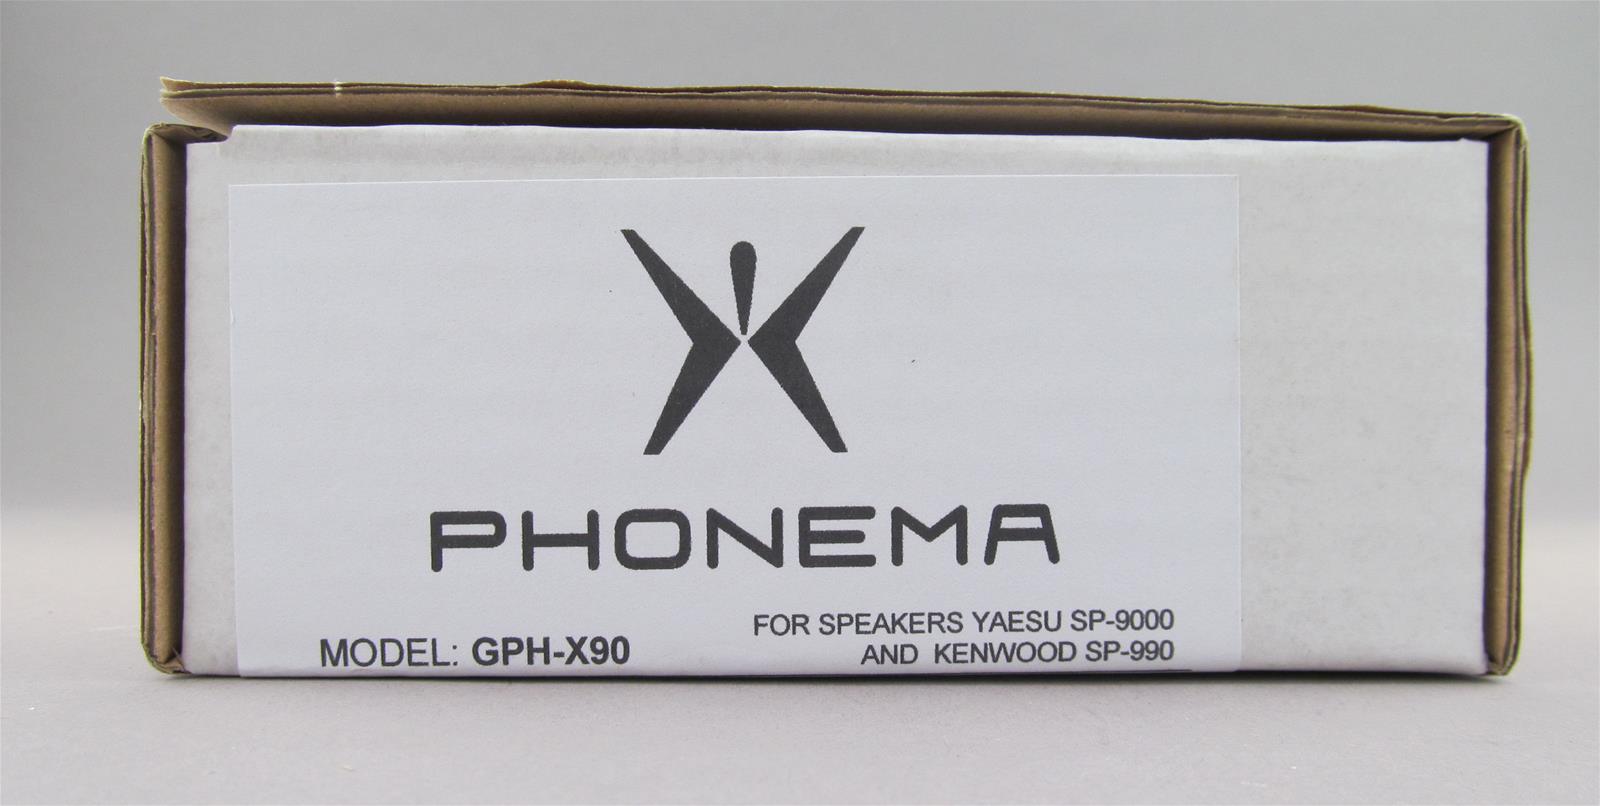 PHONEMA
MODEL: GPH-X90
FOR SPEAKERS YAESU SP-9000
AND KENWOOD SP-990